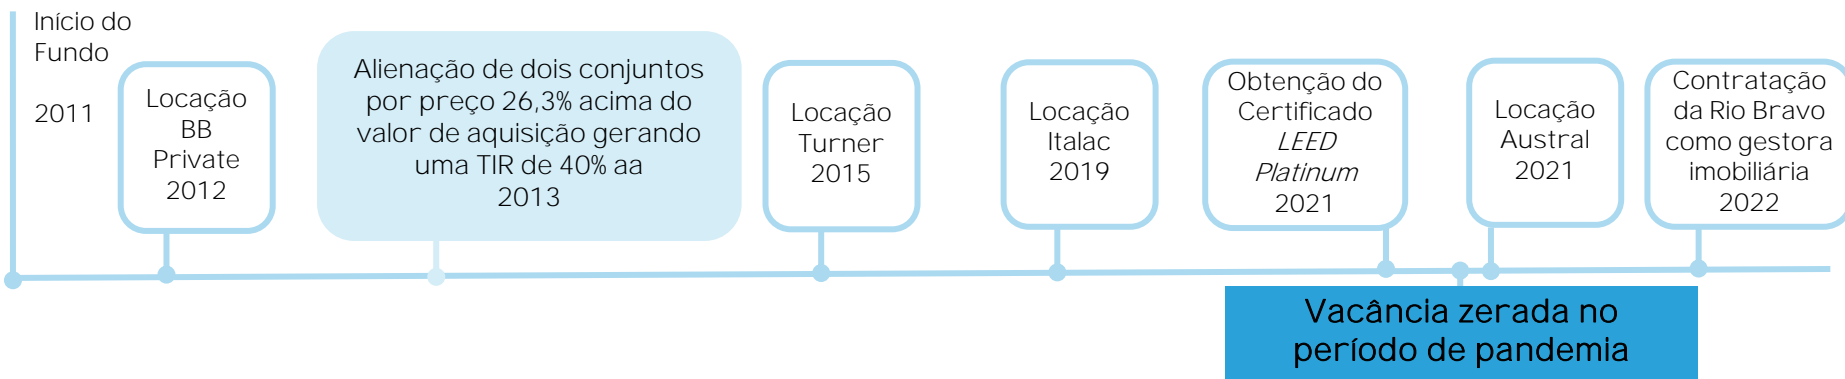 Início do
Fundo
2011
Locação
BB
Private
2012
Alienação de dois conjuntos
por preço 26,3% acima do
valor de aquisição gerando
uma TIR de 40% aa
2013
Locação
Turner
2015
Locação
Italac
2019
Obtenção do
Certificado
LEED
Platinum
2021
Locação
Austral
2021
Contratação
da Rio Bravo
como gestora
imobiliária
2022
Vacância zerada no
período de pandemia